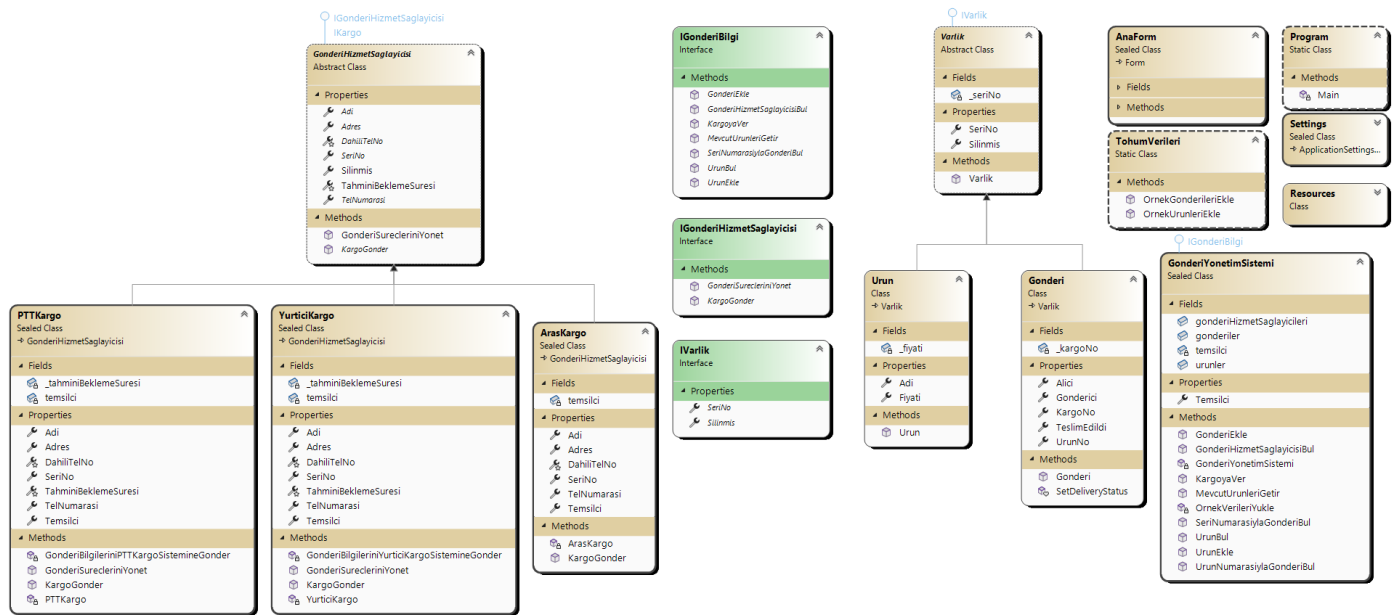 IGonderiHizmetSaglayicisi
IKargo
GonderiHizmetSaglayicisi
Abstract Class
Properties
Adi
Adres
DahiliTelNo
SeriNo
Silinmis
TahminiBeklemeSuresi
TelNumarasi
Methods
GonderiSurecleriniYonet
KargoGonder
PTTKargo
Sealed Class
GonderiHizmetSaglayicisi
Fields
_tahminiBeklemeSuresi
temsilci
Properties
Adi
Adres
DahiliTelNo
SeriNo
TahminiBeklemeSuresi
TelNumarasi
Temsilci
Methods
GonderiBilgileriniPTTKargoSistemineGonder
GonderiSurecleriniYonet
KargoGonder
PTTKargo
YurticiKargo
Sealed Class
GonderiHizmetSaglayicisi
Fields
_tahminiBeklemeSuresi
temsilci
Properties
Adi
Adres
DahiliTelNo
SeriNo
TahminiBeklemeSuresi
TelNumarasi
Temsilci
Methods
GonderiBilgileriniYurticiKargoSistemineGonder
GonderiSurecleriniYonet
KargoGonder
YurticiKargo
ArasKargo
Sealed Class
GonderiHizmetSaglayicisi
Fields
temsilci
Properties
Adi
Adres
DahiliTelNo
SeriNo
TelNumarasi
Temsilci
Methods
ArasKargo
KargoGonder
IGonderiBilgi
Interface
Methods
GonderiEkle
GonderiHizmetSaglayicisiBul
KargoyaVer
MevcutUrunleriGetir
SeriNumarasiylaGonderiBul
UrunBul
UrunEkle
IGonderiHizmetSaglayicisi
Interface
Methods
GonderiSurecleriniYonet
KargoGonder
IVarlik
Interface
Properties
SeriNo
Silinmis
IVarlik
Varlik
Abstract Class
Fields
_seriNo
Properties
SeriNo
Silinmis
Methods
Varlik
Urun
Class
Varlik
Fields
_fiyati
Properties
Adi
Fiyati
Methods
Urun
Gonderi
Class
Varlik
Fields
_kargoNo
Properties
Alici
Gonderici
KargoNo
TeslimEdildi
UrunNo
Methods
Gonderi
SetDeliveryStatus
AnaForm
Sealed Class
Form
Fields
Methods
TohumVerileri
Static Class
Methods
OrnekGonderileriEkle
OrnekUrunleriEkle
Program
Static Class
Methods
Main
Settings
Sealed Class
ApplicationSettings...
Resources
Class
IGonderiBilgi
GonderiYonetimSistemi
Sealed Class
Fields
gonderiHizmetSaglayicileri
gonderiler
temsilci
urunler
Properties
Temsilci
Methods
GonderiEkle
GonderiHizmetSaglayicisiBul
GonderiYonetimSistemi
KargoyaVer
MevcutUrunleriGetir
OrnekVerileriYukle
SeriNumarasiylaGonderiBul
UrunBul
UrunEkle
UrunNumarasiylaGonderiBul